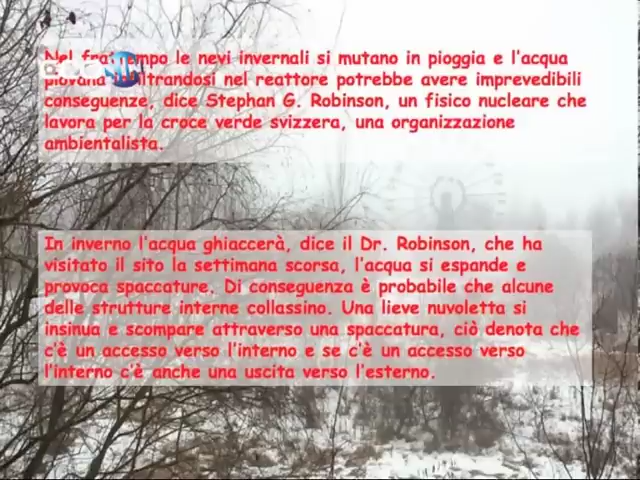 Nel frattempo le nevi invernali si mutano in pioggia e l'acqua
piovana infiltrandosi nel reattore potrebbe avere imprevedibili
conseguenze, dice Stephan G. Robinson, un fisico nucleare che
lavora per la croce verde svizzera, una organizzazione
ambientalista.
In inverno l'acqua ghiaccerà, dice il Dr. Robinson, che ha
visitato il sito la settimana scorsa, l'acqua si espande e
provoca spaccature. Di conseguenza è probabile che alcune
delle strutture interne collassino. Una lieve nuvoletta si
insinua e scompare attraverso una spaccatura, ciò denota che
c'è un accesso verso l'interno e se c'è un accesso verso
l'interno c'è anche una uscita verso l'esterno.